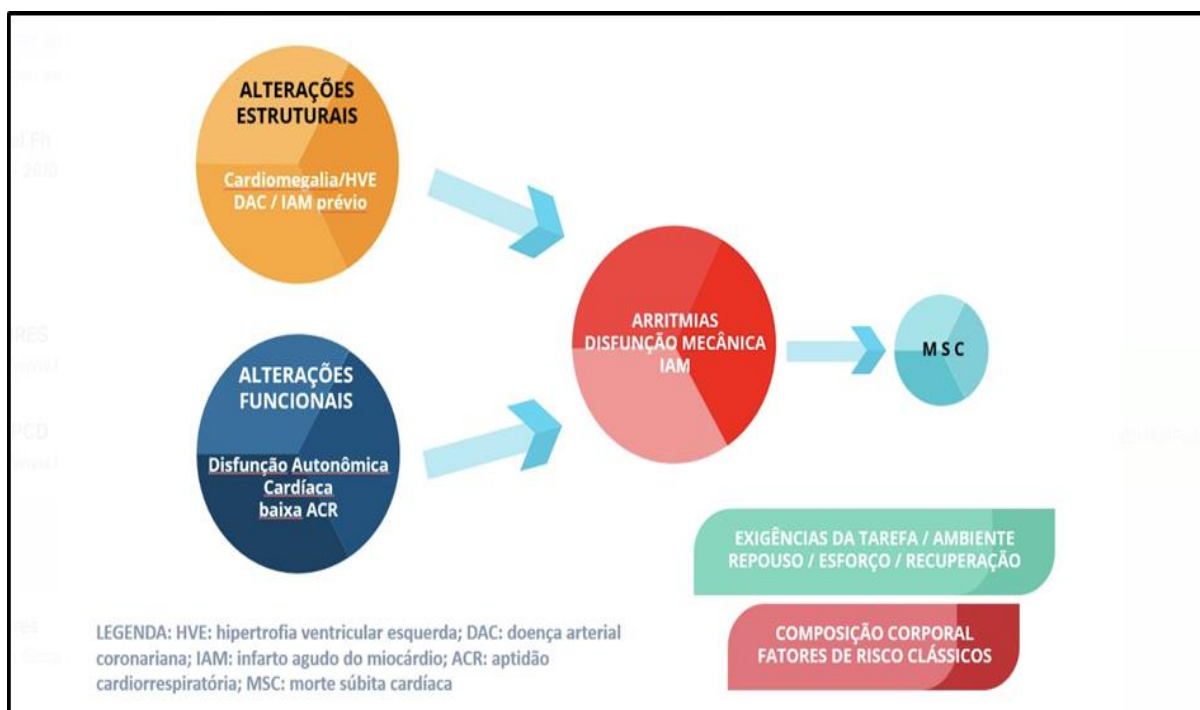 ALTERAÇÕES
ESTRUTURAIS
Cardiomegalia/HVE
DAC / IAM prévio
ALTERAÇÕES
FUNCIONAIS
Disfunção Autonômica
Cardíaca
baixa ACR
ARRITMIAS
DISFUNÇÃO MECÂNICA
IAM
M S C
EXIGÊNCIAS DA TAREFA / AMBIENTE
REPOUSO / ESFORÇO / RECUPERAÇÃO
COMPOSIÇÃO CORPORAL
FATORES DE RISCO CLÁSSICOS
LEGENDA: HVE: hipertrofia ventricular esquerda; DAC: doença arterial
coronariana; IAM: infarto agudo do miocárdio; ACR: aptidão
cardiorrespiratória; MSC: morte súbita cardíaca